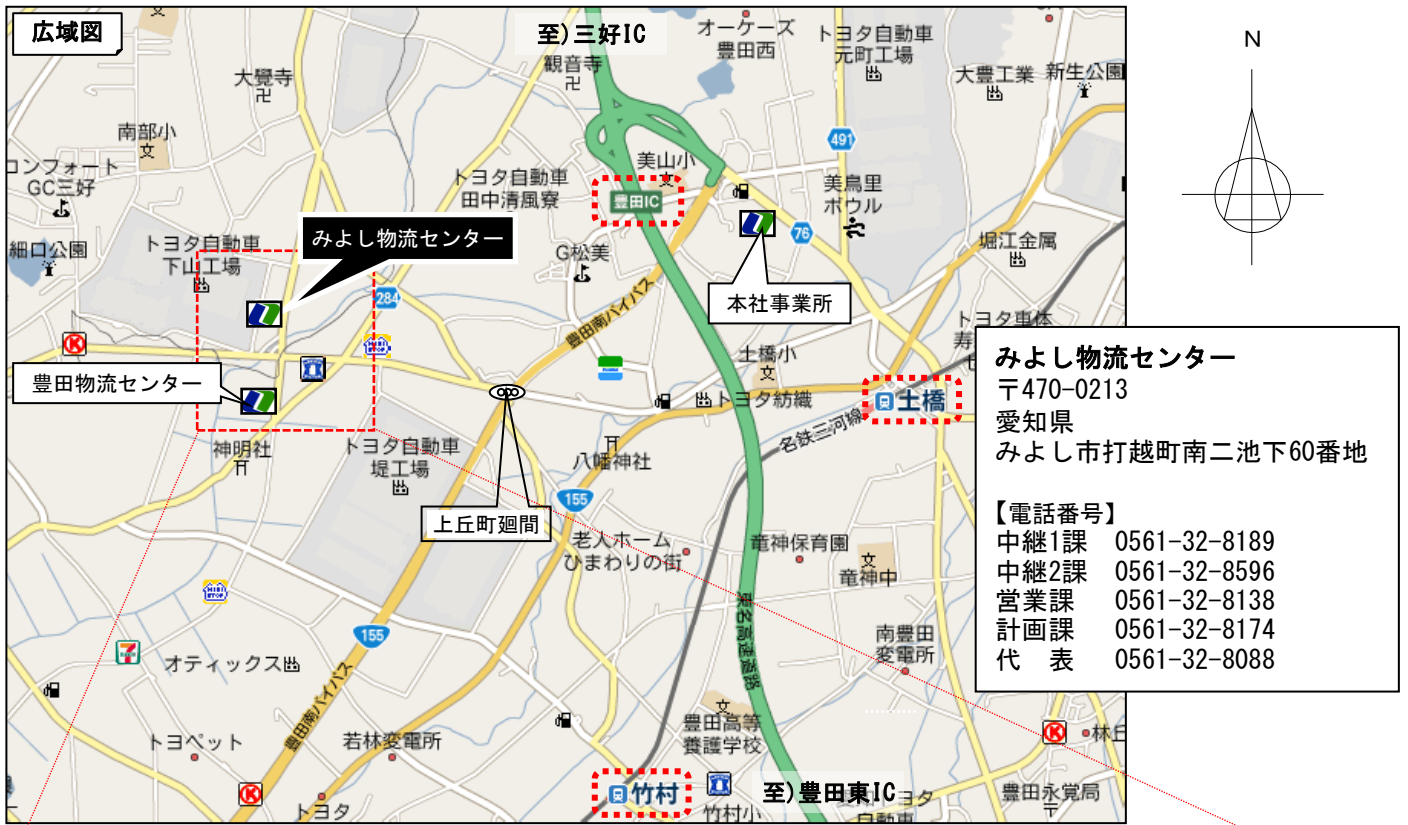 広域図
至)三好IC
オーケーズ
豊田西
トヨタ自動車
元町工場
大豊工業
新生公園
N
大覺寺
観音寺
南部小
コンフォート
GC三好
トヨタ自動車
田中清風寮
美山小
491
美鳥里
ボウル
豊田IC
76
細口公園
トヨタ自動車
下山工場
みよし物流センター
G松美
堀江金属
284
本社事業所
豊田南バイパス
トヨタ車体
寿
土橋小
豊田物流センター
トヨタ紡織
土橋
名鉄三河線
神明社
トヨタ自動車
堤工場
八幡神社
155
上丘町廻間
老人ホーム
ひまわりの街
竜神保育園
竜神中
東名高速道路
155
南豊田
変電所
オティックス
豊田南バイパス
トヨペット
若林変電所
豊田高等
養護学校
林丘
竹村
至)豊田東IC
トヨタ
竹村小
ヨタ
自動車
豊田永覚局
みよし物流センター
〒470-0213
愛知県
みよし市打越町南二池下60番地
【電話番号】
中継1課 0561-32-8189
中継2課 0561-32-8596
営業課 0561-32-8138
計画課 0561-32-8174
代 表 0561-32-8088